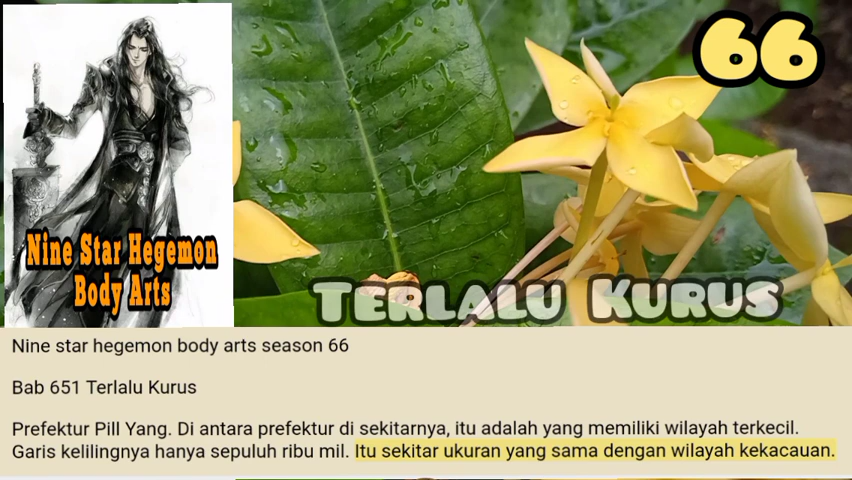 66
Nine Star Hegemon
Body Arts
Terlalu Kurus
Nine star hegemon body arts season 66
Bab 651 Terlalu Kurus
Prefektur Pill Yang. Di antara prefektur di sekitarnya, itu adalah yang memiliki wilayah terkecil.
Garis kelilingnya hanya sepuluh ribu mil. Itu sekitar ukuran yang sama dengan wilayah kekacauan.